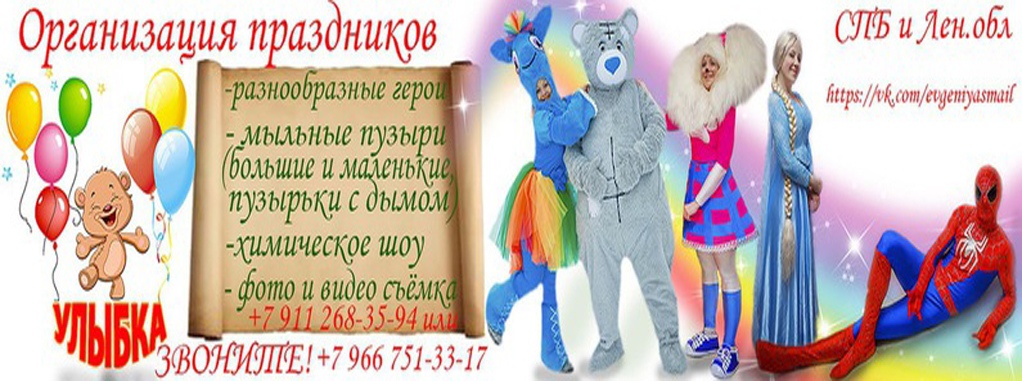 Организация праздников
-разнообразные герои
- мыльные пузыри
(большие и маленькие,
пузырьки с дымом)
-химическое шоу
- фото и видео съёмка
+7 911 268-35-94 или
ЗВОНИТЕ! +7 966 751-33-17
УЛЫБКА
СПБ и Лен.обл
https://vk.com/evgeniyasmail